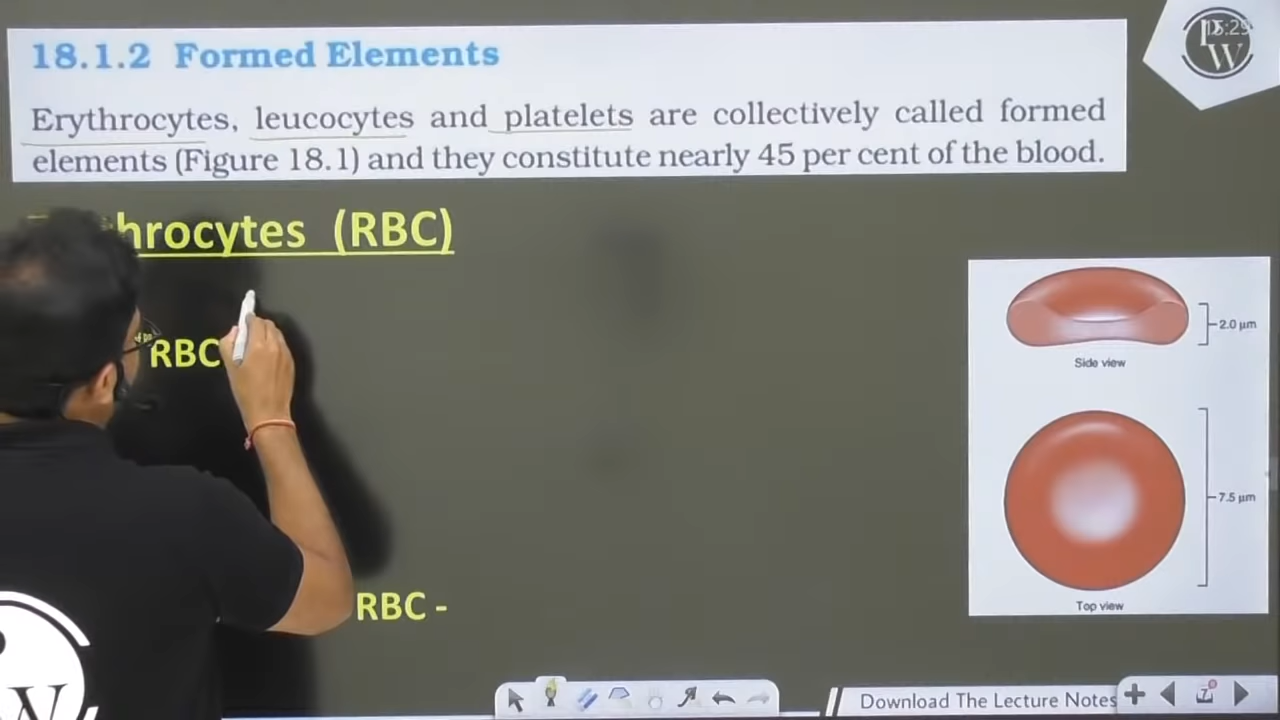 18.1.2 Formed Elements
Erythrocytes, leucocytes and platelets are collectively called formed
elements (Figure 18.1) and they constitute nearly 45 per cent of the blood.
hrocytes (RBC)
RBC
RBC -
2.0 µm
Side view
7.5 µm
Top view
Download The Lecture Notes